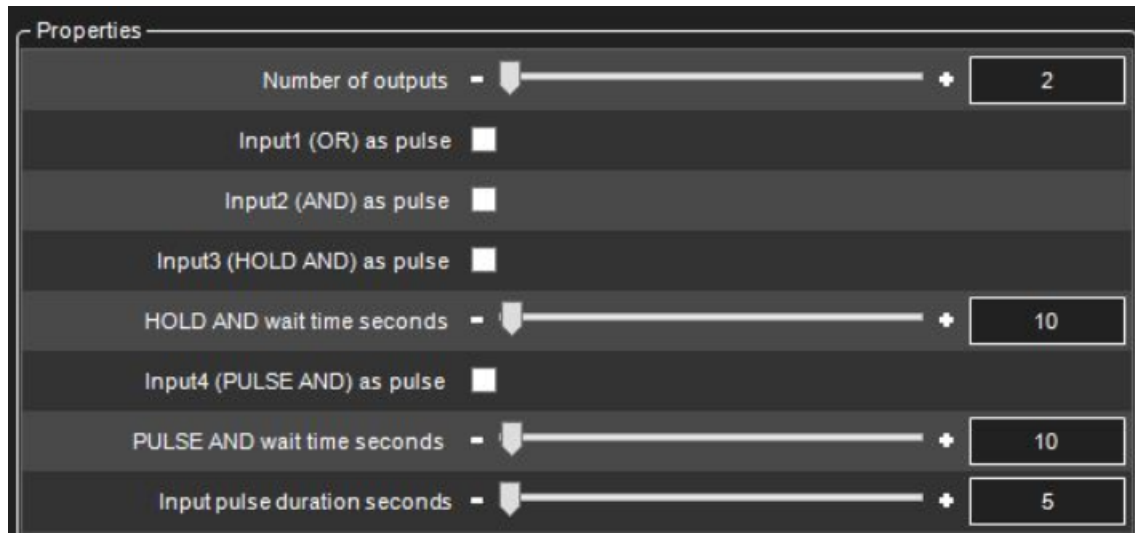 Properties
Number of outputs - + 2
Input1 (OR) as pulse
Input2 (AND) as pulse
Input3 (HOLD AND) as pulse
HOLD AND wait time seconds - + 10
Input4 (PULSE AND) as pulse
PULSE AND wait time seconds - + 10
Input pulse duration seconds - + 5